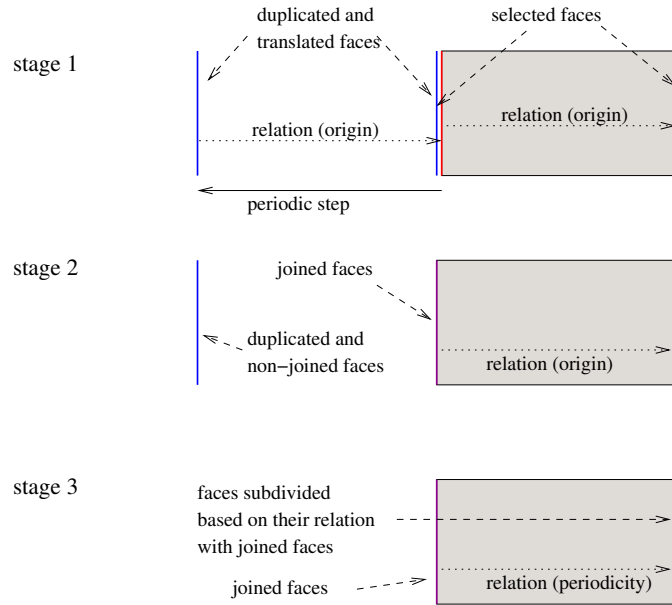 duplicated and
translated faces
selected faces
stage 1
relation (origin)
relation (origin)
periodic step
stage 2
joined faces
duplicated and
non−joined faces
relation (origin)
stage 3
faces subdivided
based on their relation
with joined faces
joined faces
relation (periodicity)